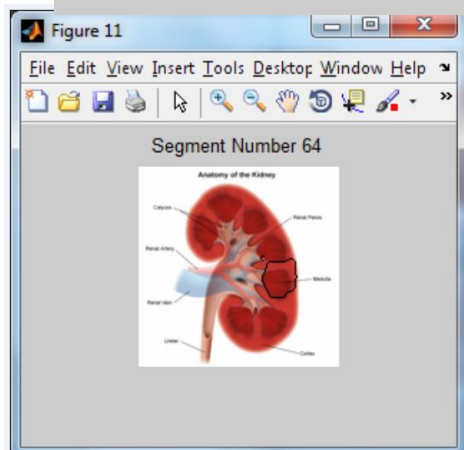 Figure 11
File Edit View Insert Tools Desktop Window Help
Segment Number 64
Anatomy of the Kidney
Calyces
Renal Pelvis
Renal Artery
Medulla
Renal Vein
Ureter
Cortex